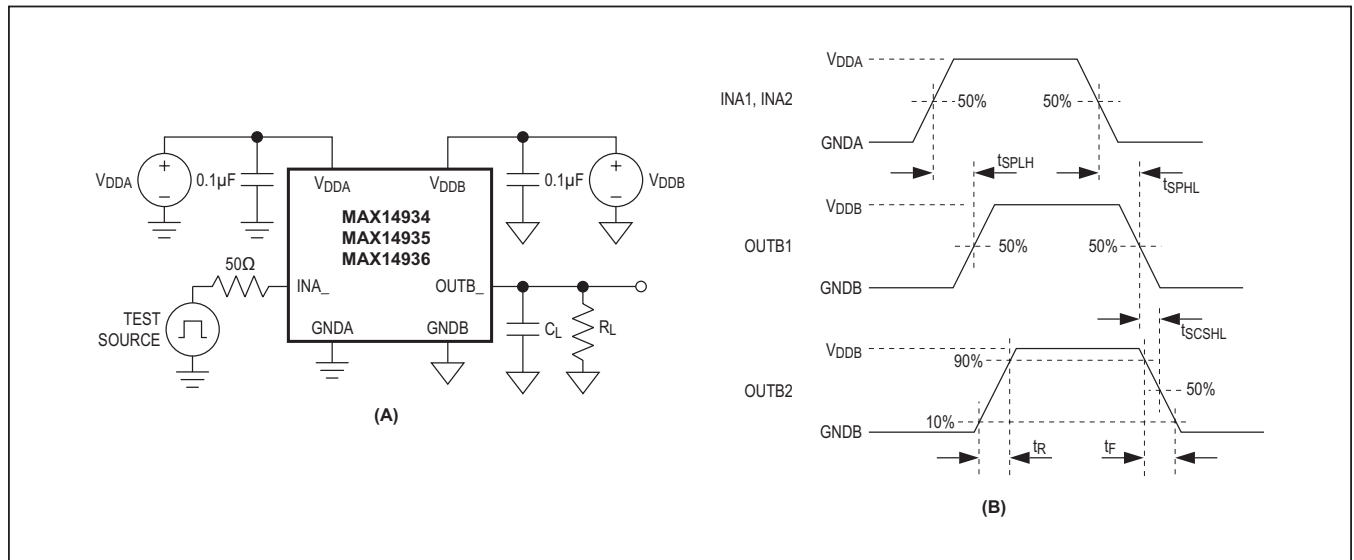 VDDA
0.1µF
VDDA
VDDB
0.1µF
VDDB
MAX14934
MAX14935
MAX14936
50Ω
INA_
OUTB_
TEST
SOURCE
GNDA
GNDB
CL
RL
(A)
VDDA
INA1, INA2
50%
50%
GNDA
tSPLH
tSPHL
VDDB
OUTB1
50%
50%
GNDB
tSCSHL
VDDB
90%
OUTB2
50%
10%
GNDB
tR
tF
(B)